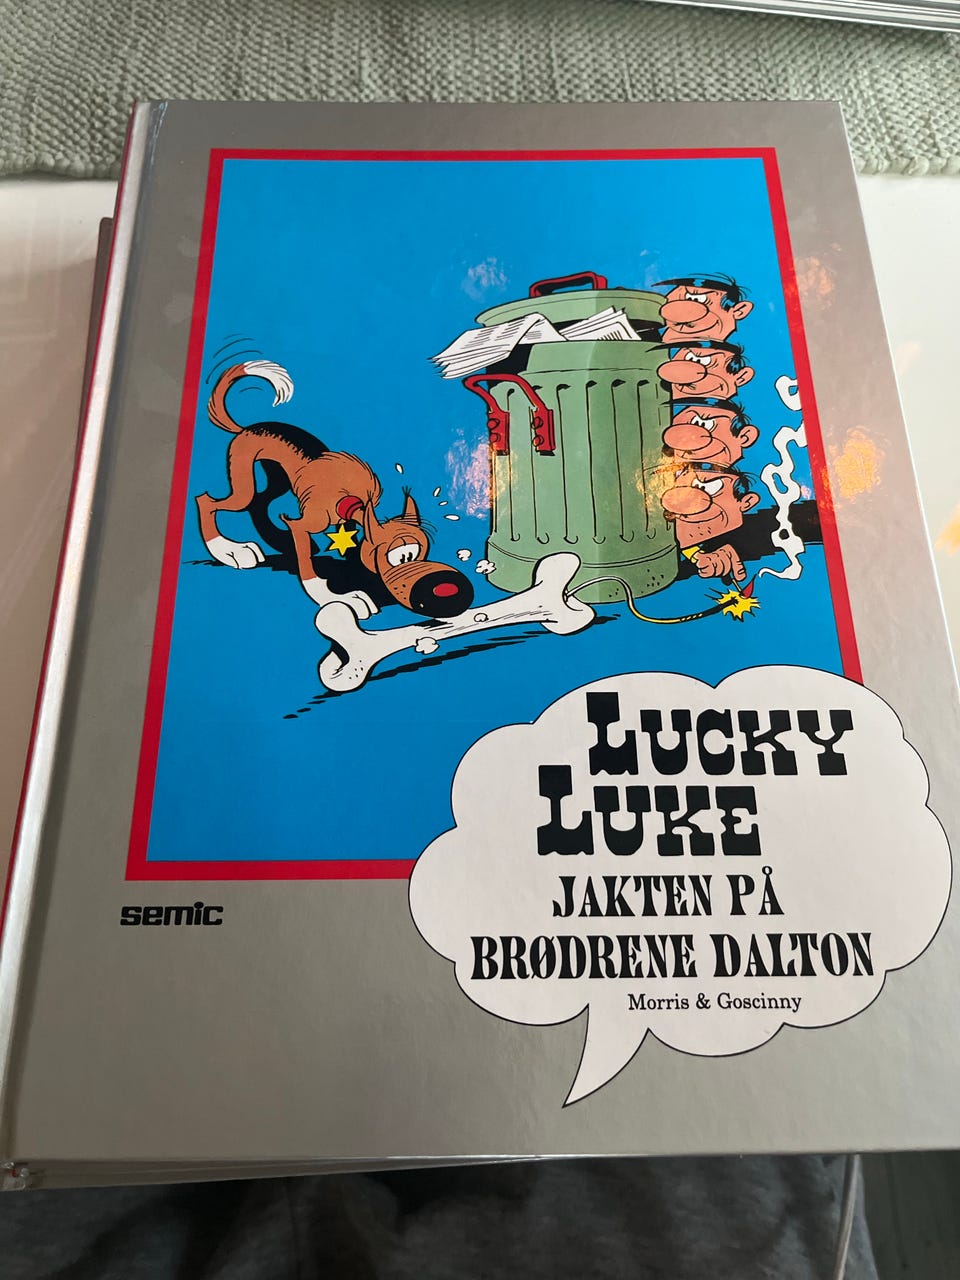 LUCKY
LUKE
JAKTEN PÅ
BRØDRENE DALTON
Morris & Goscinny
semic